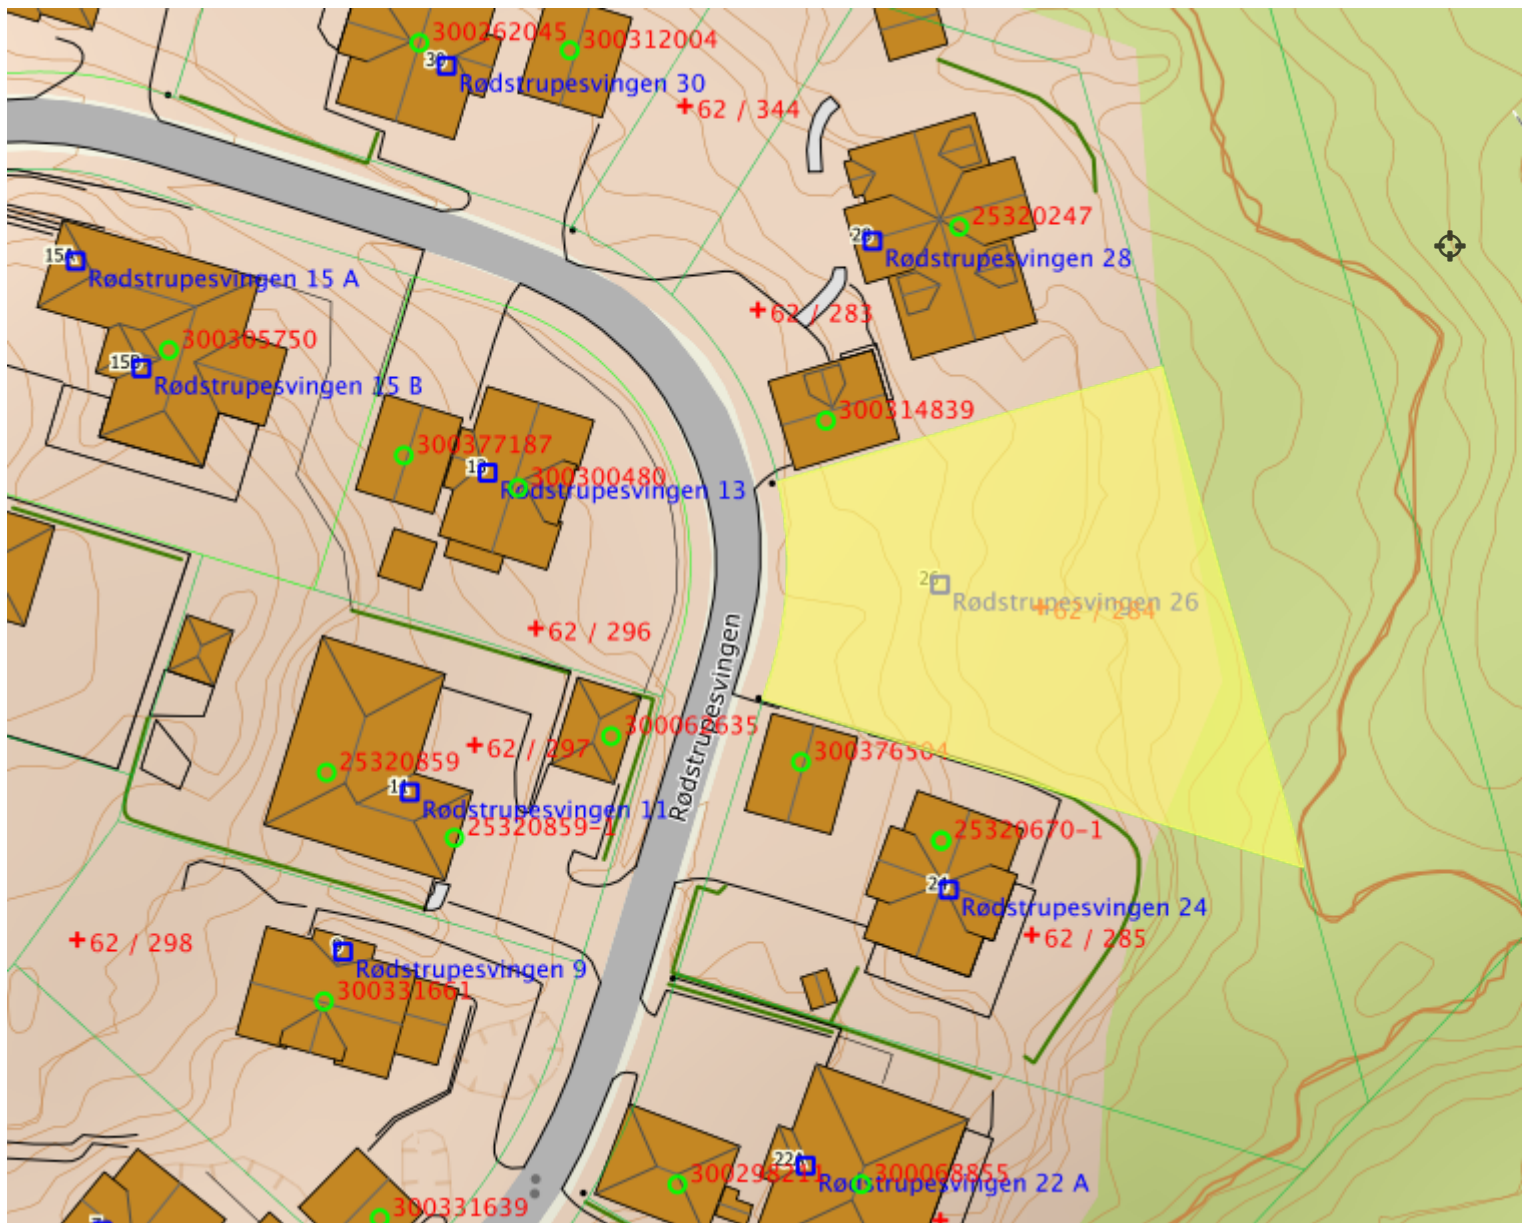 300262045
300312004
30
Rødstrupesvingen 30
62 / 344
25320247
28
Rødstrupesvingen 28
15A
Rødstrupesvingen 15 A
62 / 283
300305750
15B
Rødstrupesvingen 15 B
300314839
300377187
13
300300480
Rødstrupesvingen 13
26
Rødstrupesvingen 26
62 / 284
62 / 296
Rødstrupesvingen
300062635
62 / 297
300376504
25320859
11
Rødstrupesvingen 11
25320859-1
25320670-1
24
Rødstrupesvingen 24
62 / 285
62 / 298
9
Rødstrupesvingen 9
300331661
22A
300068855
Rødstrupesvingen 22 A
300331639